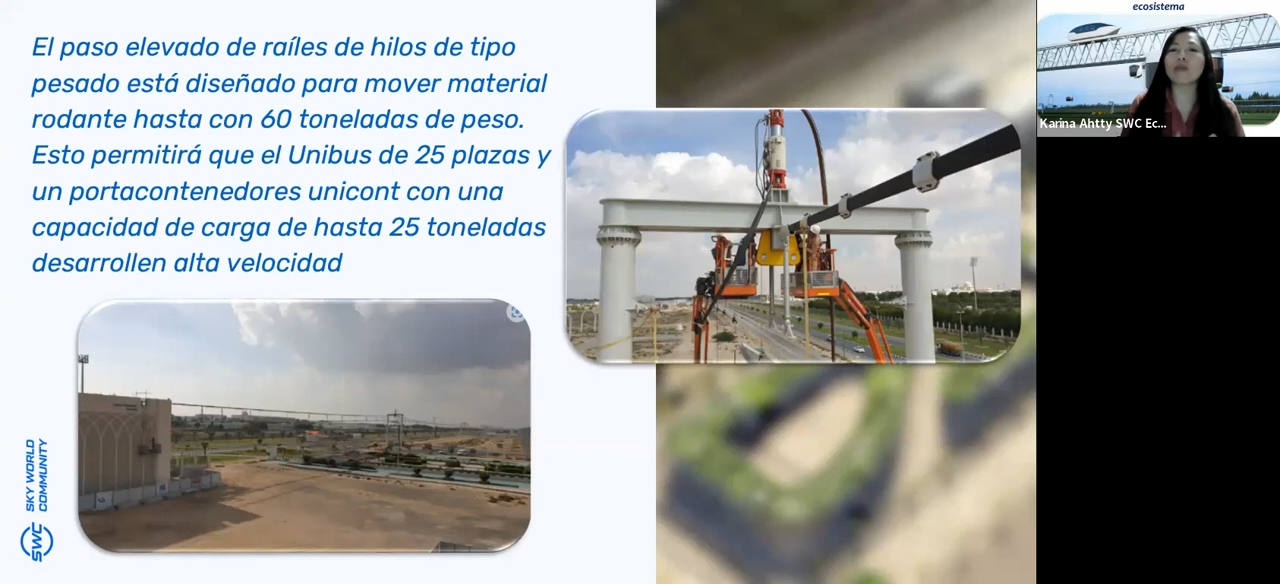 El paso elevado de raíles de hilos de tipo
pesado está diseñado para mover material
rodante hasta con 60 toneladas de peso.
Esto permitirá que el Unibus de 25 plazas y
un portacontenedores unicont con una
capacidad de carga de hasta 25 toneladas
desarrollen alta velocidad
SWC
SKY WORLD
COMMUNITY
ecosistema
Karina Ahtty SWC Ec...